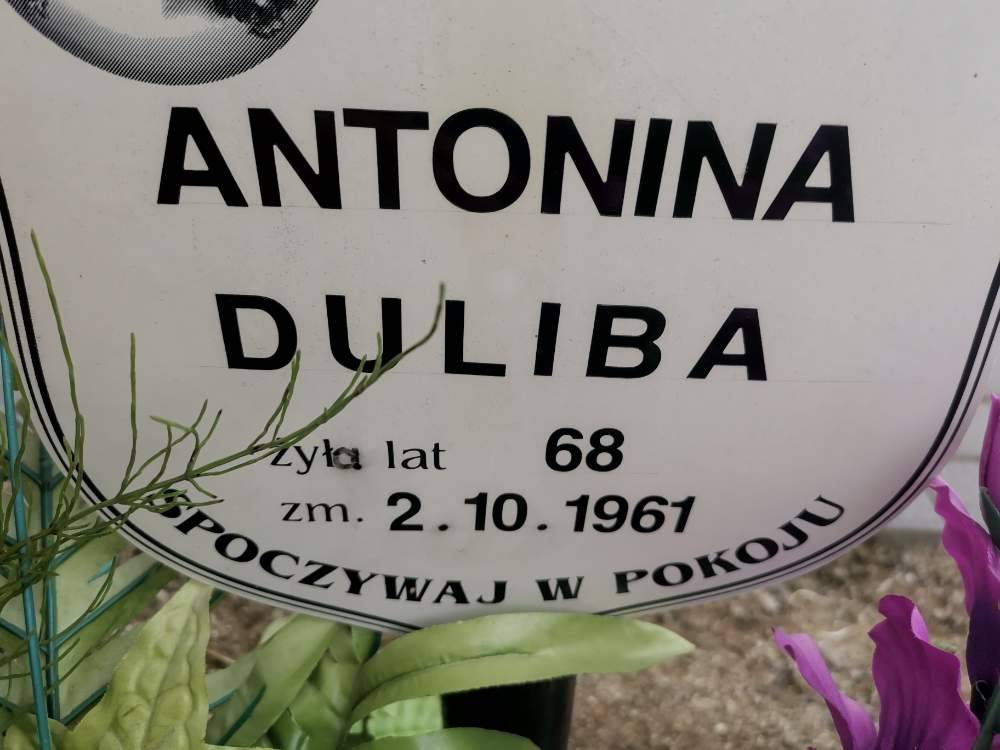 ANTONINA
DULIBA
żyła lat 68
zm. 2.10.1961
SPOCZYWAJ W POKOJU